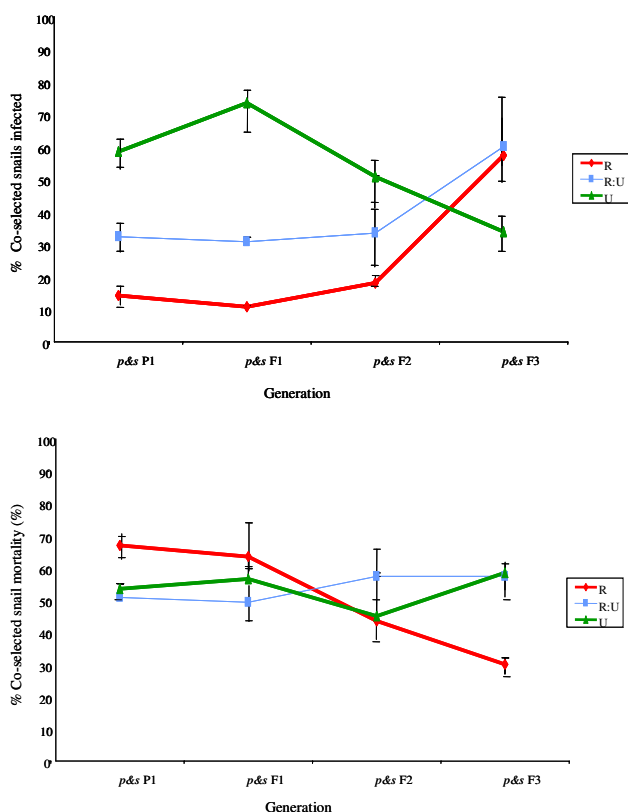 % Co-selected snails infected
100
90
80
70
60
50
40
30
20
10
0
p&s P1 p&s F1 p&s F2 p&s F3
Generation
R
R:U
U
% Co-selected snail mortality (%)
100
90
80
70
60
50
40
30
20
10
0
p&s P1 p&s F1 p&s F2 p&s F3
Generation
R
R:U
U